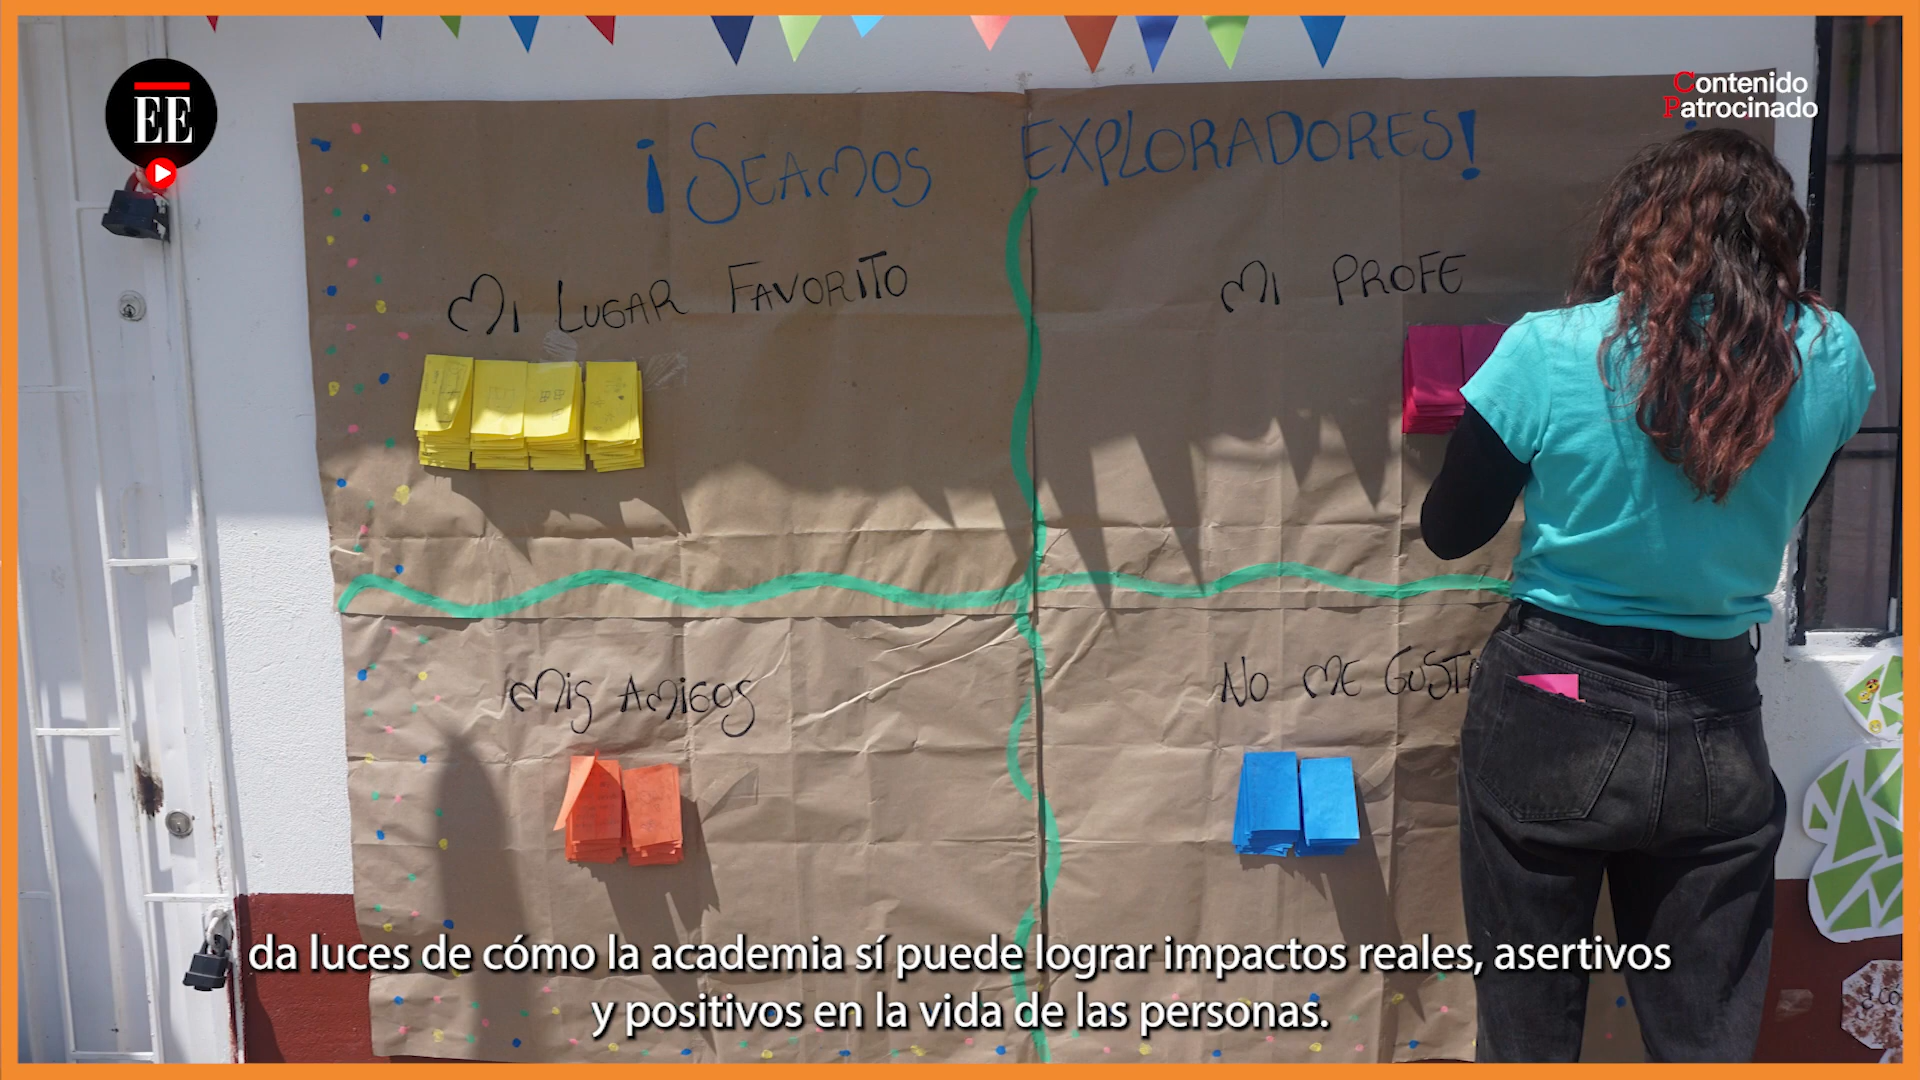 EE
Contenido
Patrocinado
¡SEAMOS EXPLORADORES!
MI LUGAR FAVORITO
MI PROFE
MIS AMIGOS
NO ME GUSTA
da luces de cómo la academia sí puede lograr impactos reales, asertivos
y positivos en la vida de las personas.